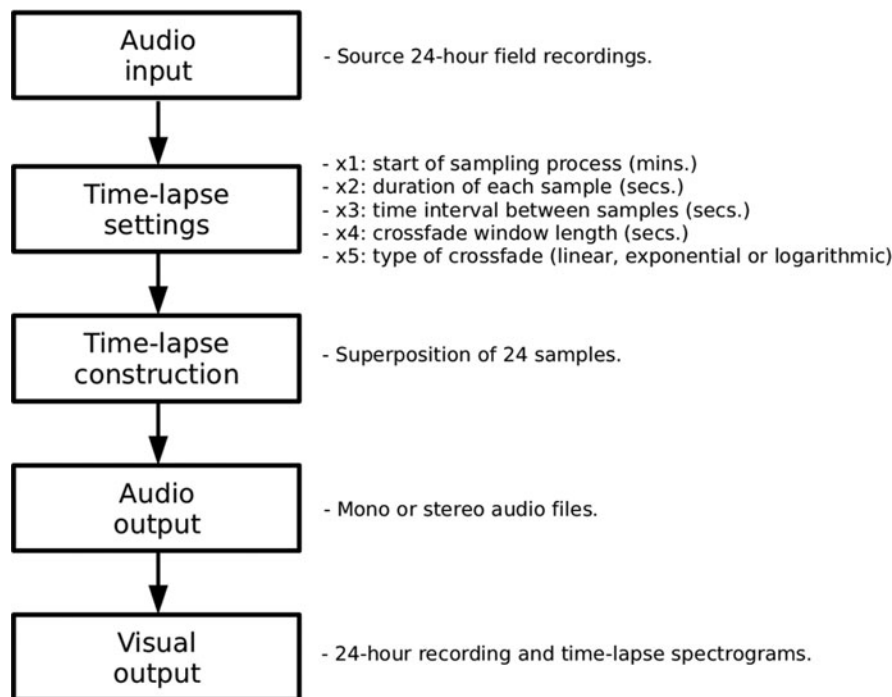 Audio
input
- Source 24-hour field recordings.
Time-lapse
settings
- x1: start of sampling process (mins.)
- x2: duration of each sample (secs.)
- x3: time interval between samples (secs.)
- x4: crossfade window length (secs.)
- x5: type of crossfade (linear, exponential or logarithmic)
Time-lapse
construction
- Superposition of 24 samples.
Audio
output
- Mono or stereo audio files.
Visual
output
- 24-hour recording and time-lapse spectrograms.